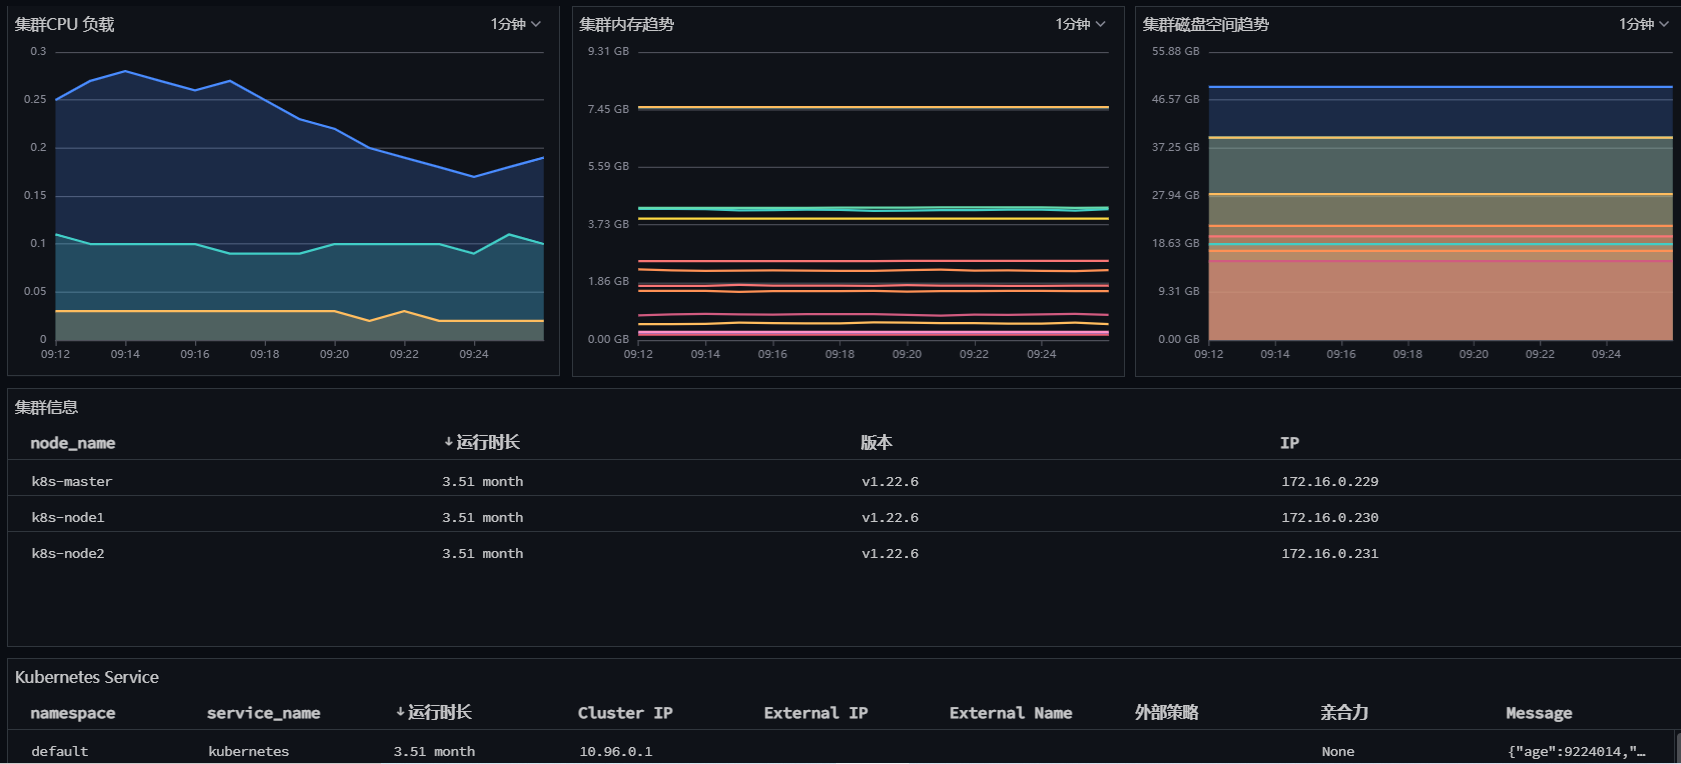 集群CPU 负载 1分钟
0.3
0.25
0.2
0.15
0.1
0.05
0
09:12 09:14 09:16 09:18 09:20 09:22 09:24
集群内存趋势 1分钟
9.31 GB
7.45 GB
5.59 GB
3.73 GB
1.86 GB
0.00 GB
09:12 09:14 09:16 09:18 09:20 09:22 09:24
集群磁盘空间趋势 1分钟
55.88 GB
46.57 GB
37.25 GB
27.94 GB
18.63 GB
9.31 GB
0.00 GB
09:12 09:14 09:16 09:18 09:20 09:22 09:24
集群信息
node_name ↓运行时长 版本 IP
k8s-master 3.51 month v1.22.6 172.16.0.229
k8s-node1 3.51 month v1.22.6 172.16.0.230
k8s-node2 3.51 month v1.22.6 172.16.0.231
Kubernetes Service
namespace service_name ↓运行时长 Cluster IP External IP External Name 外部策略 亲合力 Message
default kubernetes 3.51 month 10.96.0.1 None {"age":9224014,"…